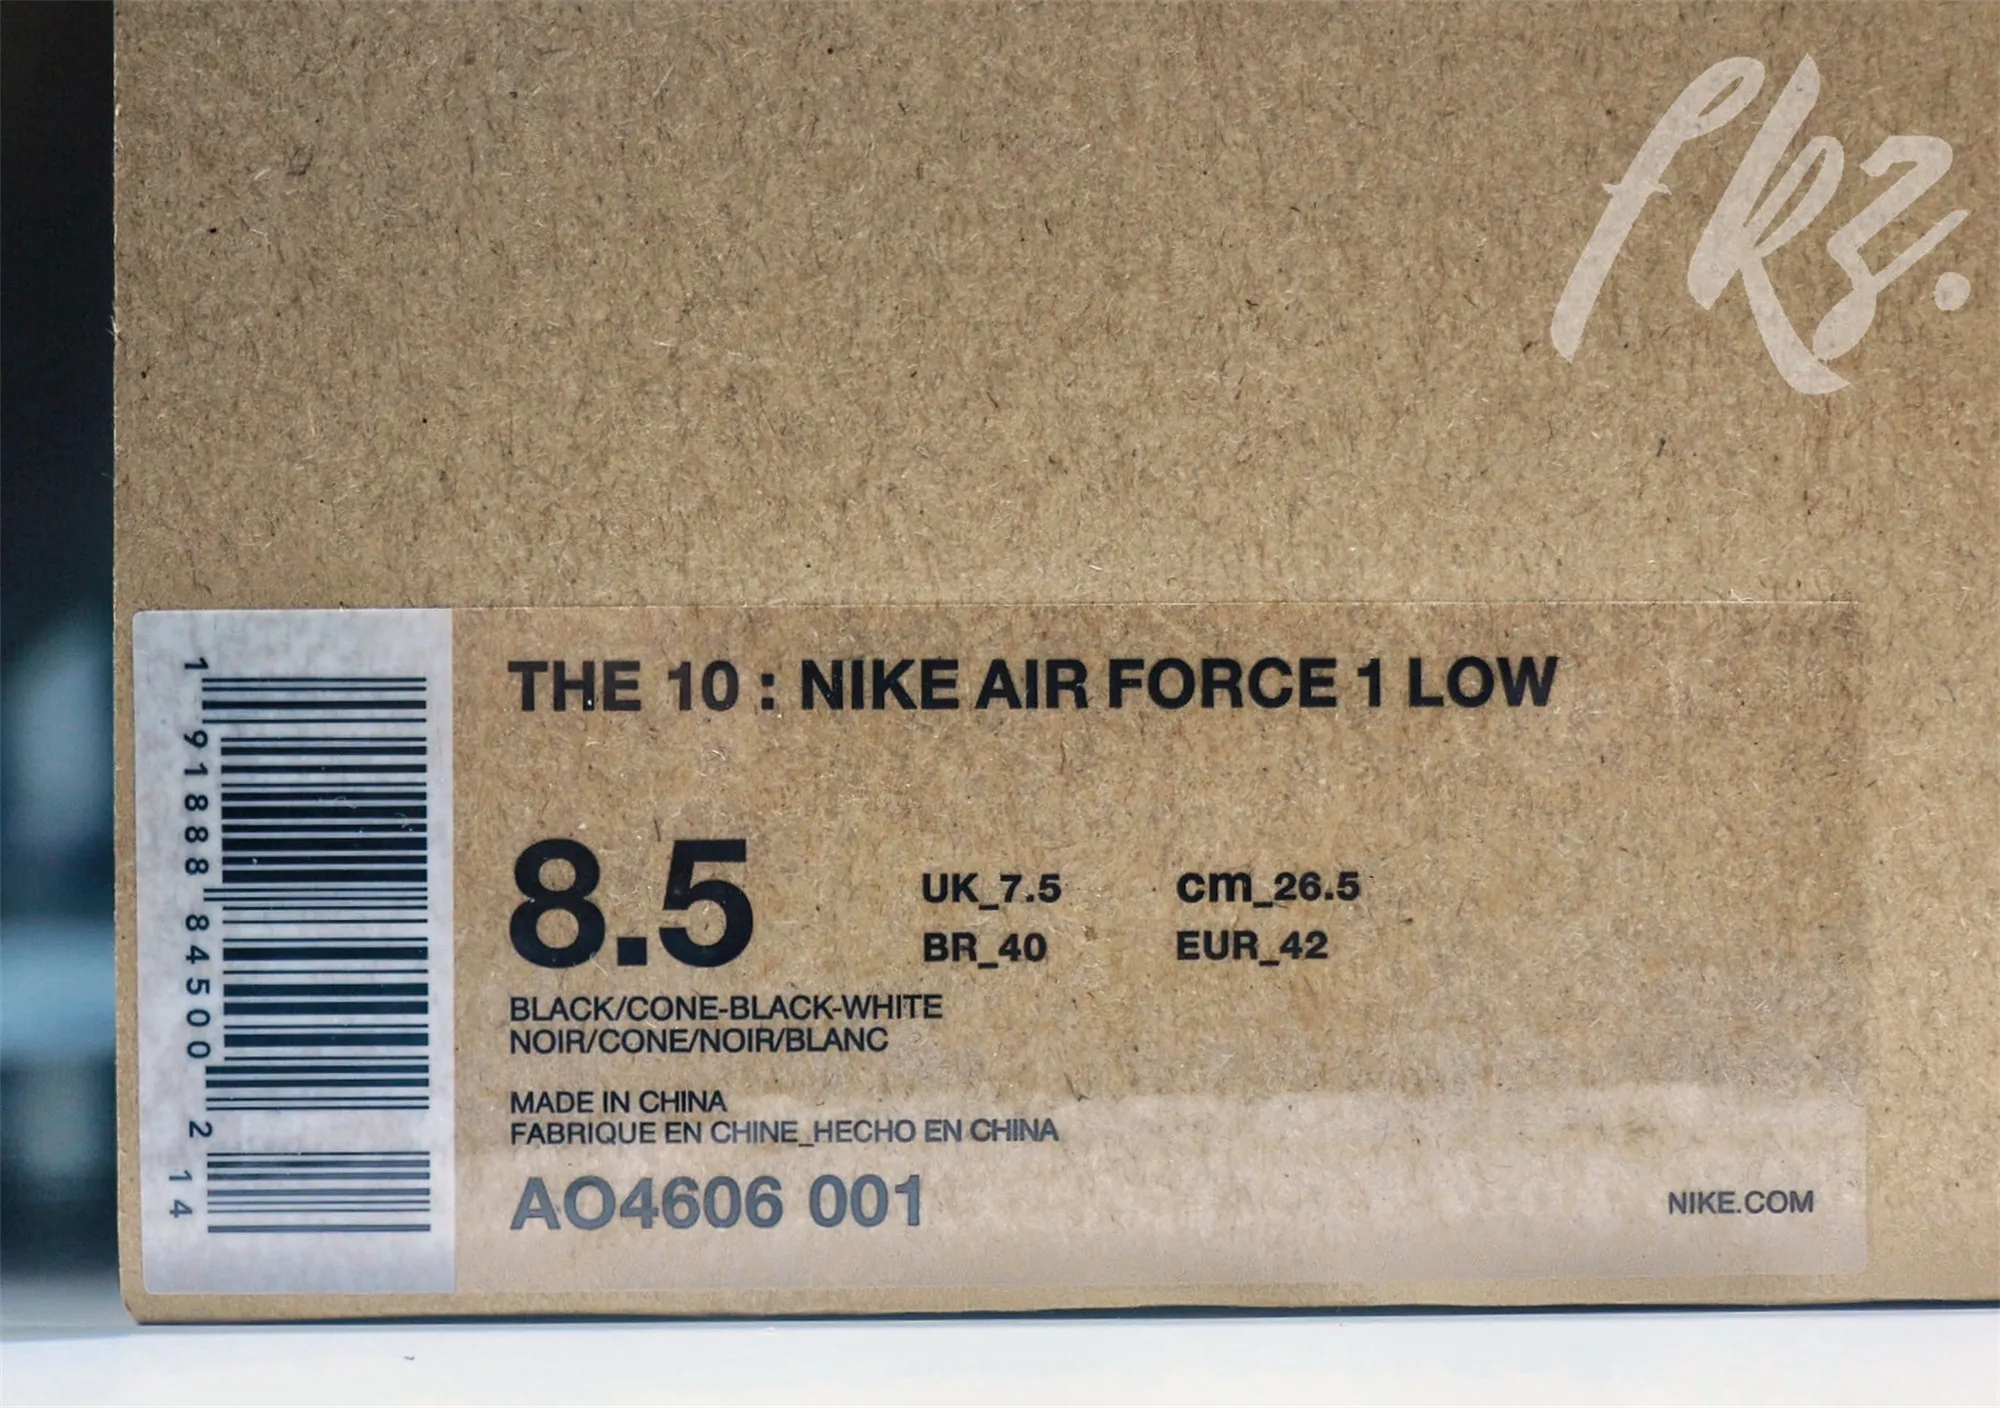 fkz.
THE 10 : NIKE AIR FORCE 1 LOW
8.5
UK_7.5 cm_26.5
BR_40 EUR_42
BLACK/CONE-BLACK-WHITE
NOIR/CONE/NOIR/BLANC
MADE IN CHINA
FABRIQUE EN CHINE_HECHO EN CHINA
AO4606 001
NIKE.COM
1 91888 84500 2 14